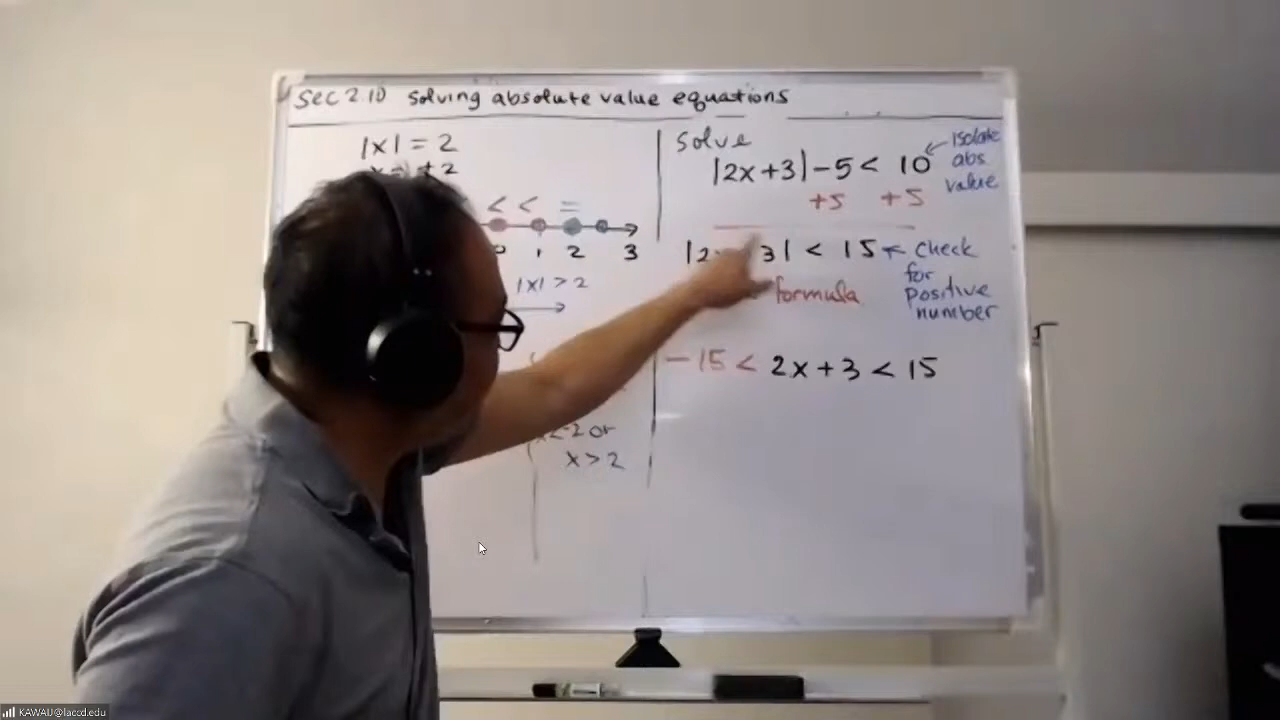 Sec 2.10 solving absolute value equations
|x| = 2
2
< < =
0 1 2 3
|x| > 2
or
x > 2
Solve
|2x+3| - 5 < 10
+5 +5
isolate
abs.
value
3| < 15
formula
check
for
positive
number
-15 < 2x+3 < 15
KAWAIJ@laccd.edu